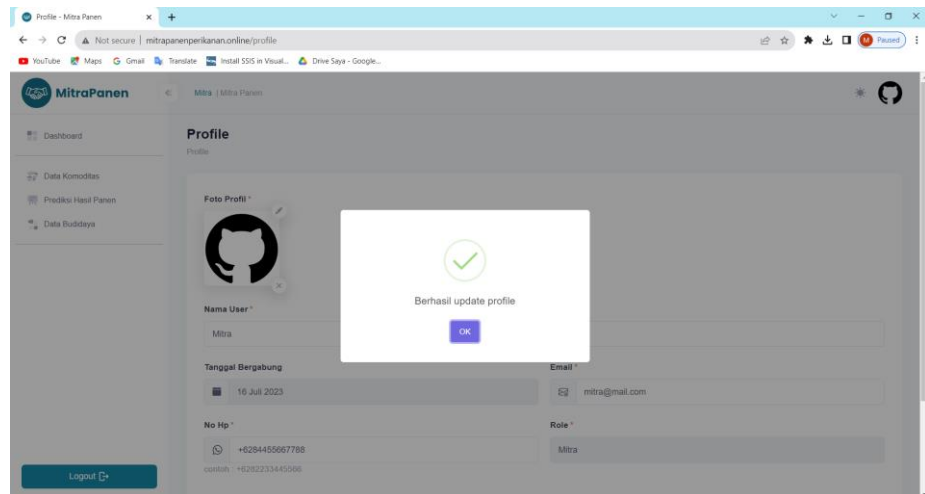 Profile - Mitra Panen
Not secure | mitrapanenperikanan.online/profile
M Paused
YouTube Maps Gmail Translate Install SSIS in Visual... Drive Saya - Google...
MitraPanen
Mitra | Mitra Panen
Dashboard
Data Komoditas
Prediksi Hasil Panen
Data Budidaya
Logout
Profile
Profile
Foto Profil *
Berhasil update profile
OK
Nama User *
Mitra
Tanggal Bergabung
Email *
16 Juli 2023
mitra@mail.com
No Hp *
Role *
+6284455667788
Mitra
contoh : +6282233445566